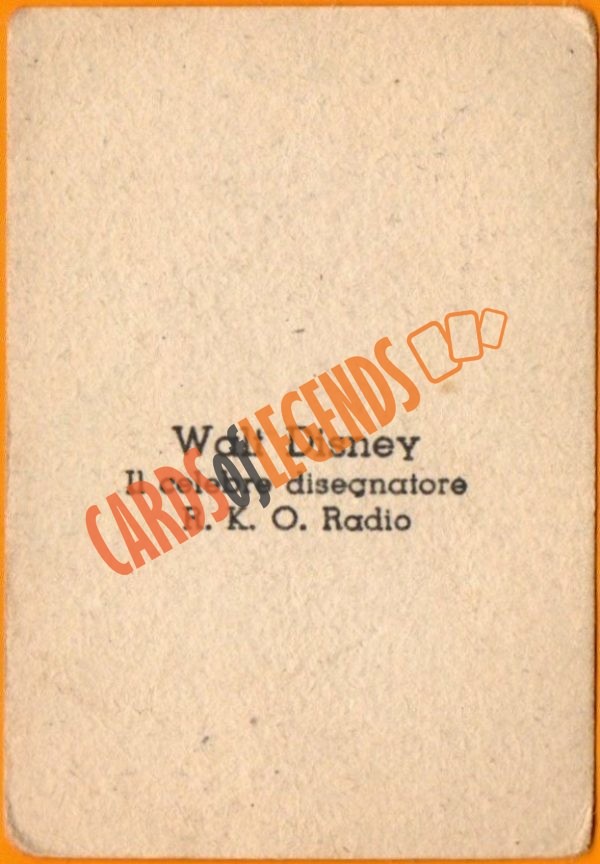 Walt Disney
Il celebre disegnatore
R. K. O. Radio
CARDS OF LEGENDS